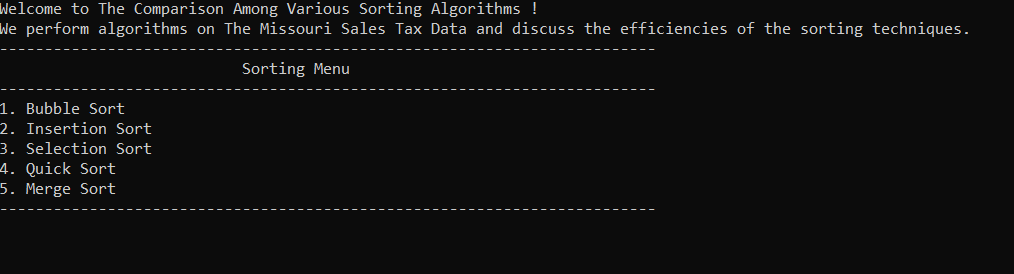 Welcome to The Comparison Among Various Sorting Algorithms !
We perform algorithms on The Missouri Sales Tax Data and discuss the efficiencies of the sorting techniques.
-------------------------------------------------------------------------
Sorting Menu
-------------------------------------------------------------------------
1. Bubble Sort
2. Insertion Sort
3. Selection Sort
4. Quick Sort
5. Merge Sort
-------------------------------------------------------------------------